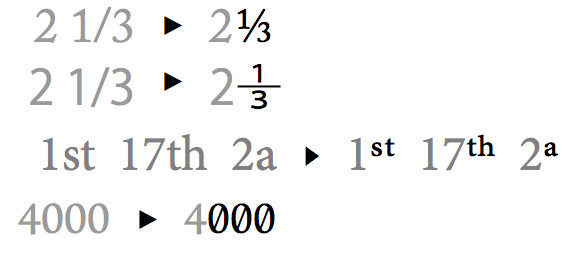 2 1/3 ▶ 2⅓
2 1/3 ▶ 2 1/3
1st 17th 2a ▶ 1ˢᵗ 17ᵗʰ 2ᵃ
4000 ▶ 4000